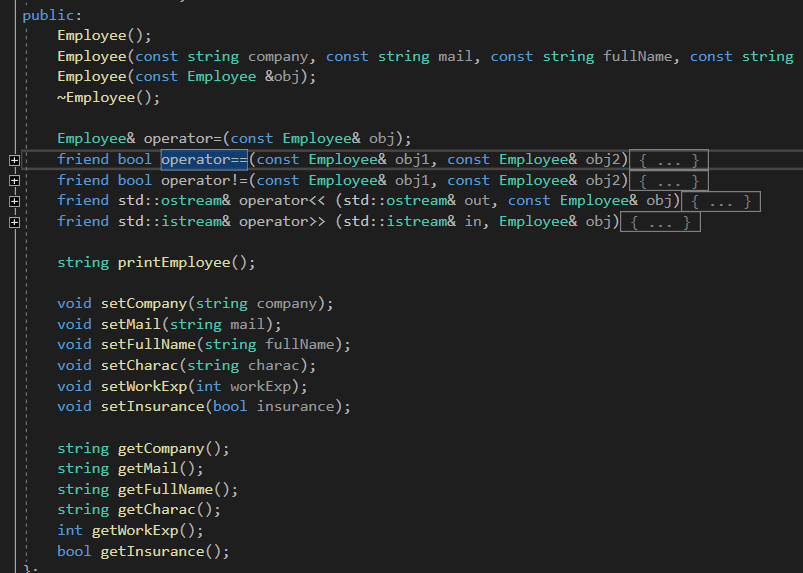 public:
Employee();
Employee(const string company, const string mail, const string fullName, const string
Employee(const Employee &obj);
~Employee();
Employee& operator=(const Employee& obj);
friend bool operator==(const Employee& obj1, const Employee& obj2){ ... }
friend bool operator!=(const Employee& obj1, const Employee& obj2){ ... }
friend std::ostream& operator<< (std::ostream& out, const Employee& obj){ ... }
friend std::istream& operator>> (std::istream& in, Employee& obj){ ... }
string printEmployee();
void setCompany(string company);
void setMail(string mail);
void setFullName(string fullName);
void setCharac(string charac);
void setWorkExp(int workExp);
void setInsurance(bool insurance);
string getCompany();
string getMail();
string getFullName();
string getCharac();
int getWorkExp();
bool getInsurance();
};